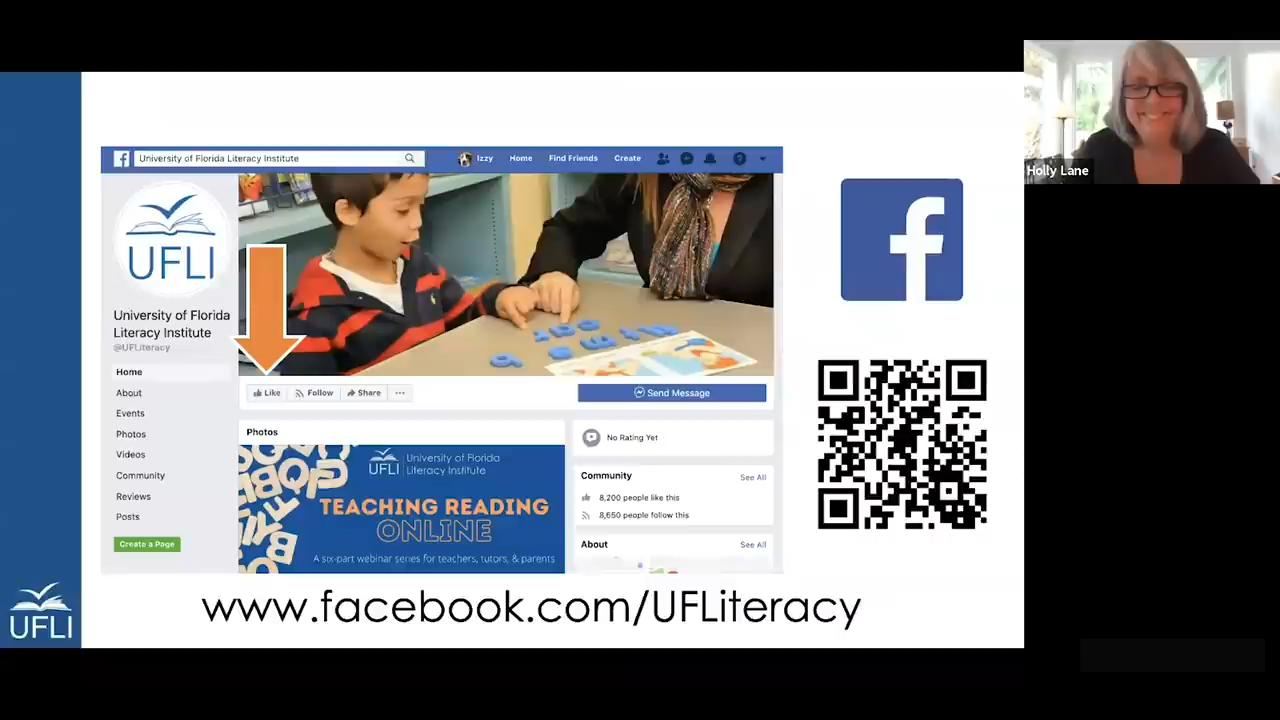 University of Florida Literacy Institute
Izzy
Home
Find Friends
Create
UFLI
University of Florida
Literacy Institute
@UFLiteracy
Home
About
Events
Photos
Videos
Community
Reviews
Posts
Create a Page
Like
Follow
Share
Send Message
Photos
UFLI
University of Florida
Literacy Institute
TEACHING READING
ONLINE
A six-part webinar series for teachers, tutors, & parents
No Rating Yet
Community
See All
8,200 people like this
8,650 people follow this
About
See All
Holly Lane
UFLI
www.facebook.com/UFLiteracy